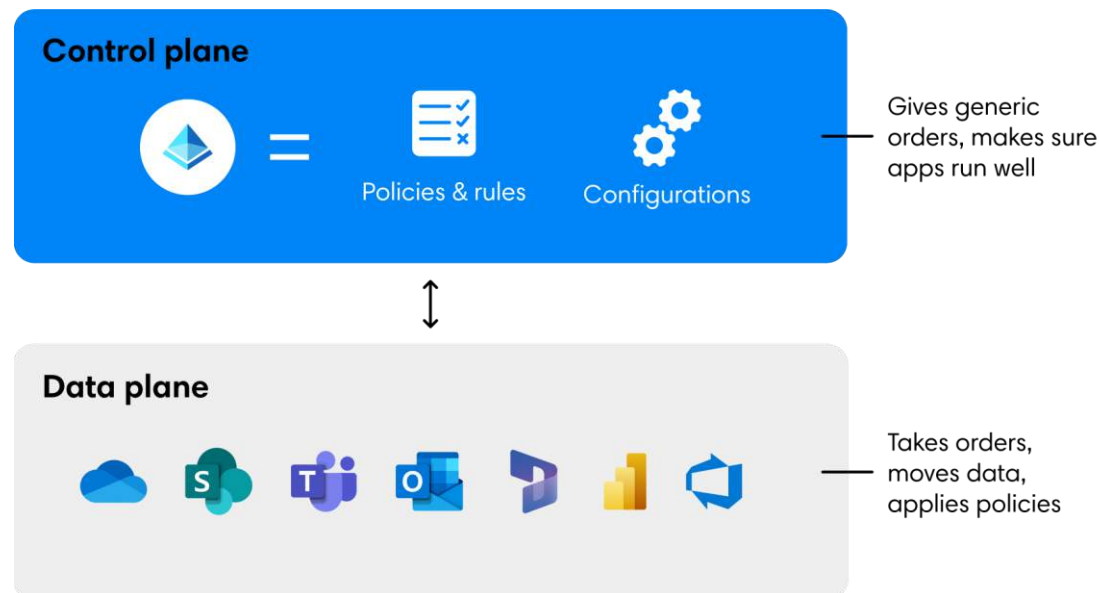 Control plane
Policies & rules
Configurations
Gives generic
orders, makes sure
apps run well
Data plane
S
T
O
Takes orders,
moves data,
applies policies